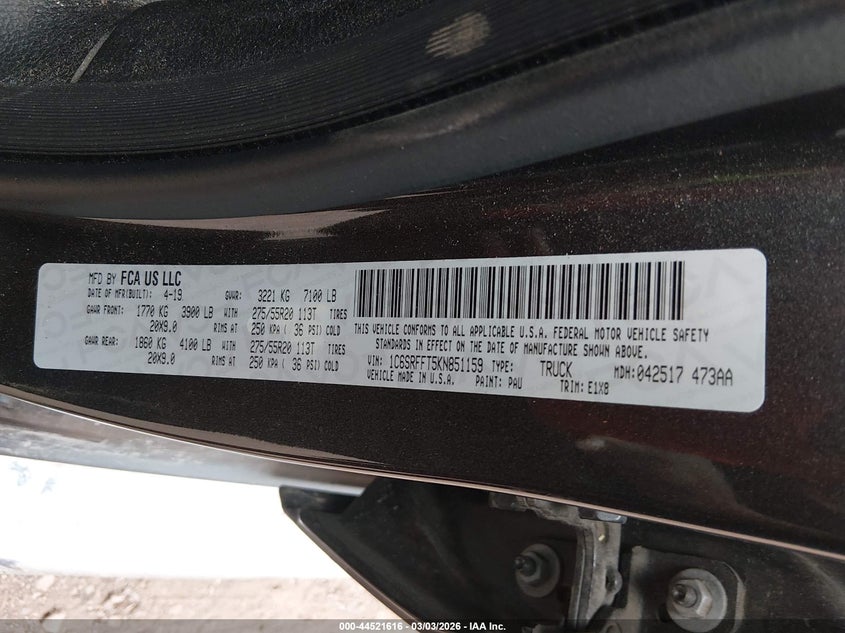 MFD BY FCA US LLC
DATE OF MFR(BUILT): 4-19 GVWR: 3221 KG 7100 LB
GAWR FRONT: 1770 KG 3900 LB WITH 275/55R20 113T TIRES
20X9.0 RIMS AT 250 KPA ( 36 PSI) COLD
GAWR REAR: 1860 KG 4100 LB WITH 275/55R20 113T TIRES
20X9.0 RIMS AT 250 KPA ( 36 PSI) COLD
THIS VEHICLE CONFORMS TO ALL APPLICABLE U.S.A. FEDERAL MOTOR VEHICLE SAFETY
STANDARDS IN EFFECT ON THE DATE OF MANUFACTURE SHOWN ABOVE.
VIN: 1C6SRFFT5KN851159 TYPE: TRUCK MDH: 042517 473AA
VEHICLE MADE IN U.S.A. PAINT: PAU TRIM: E1X8
000-44521616 - 03/03/2026 - IAA Inc.